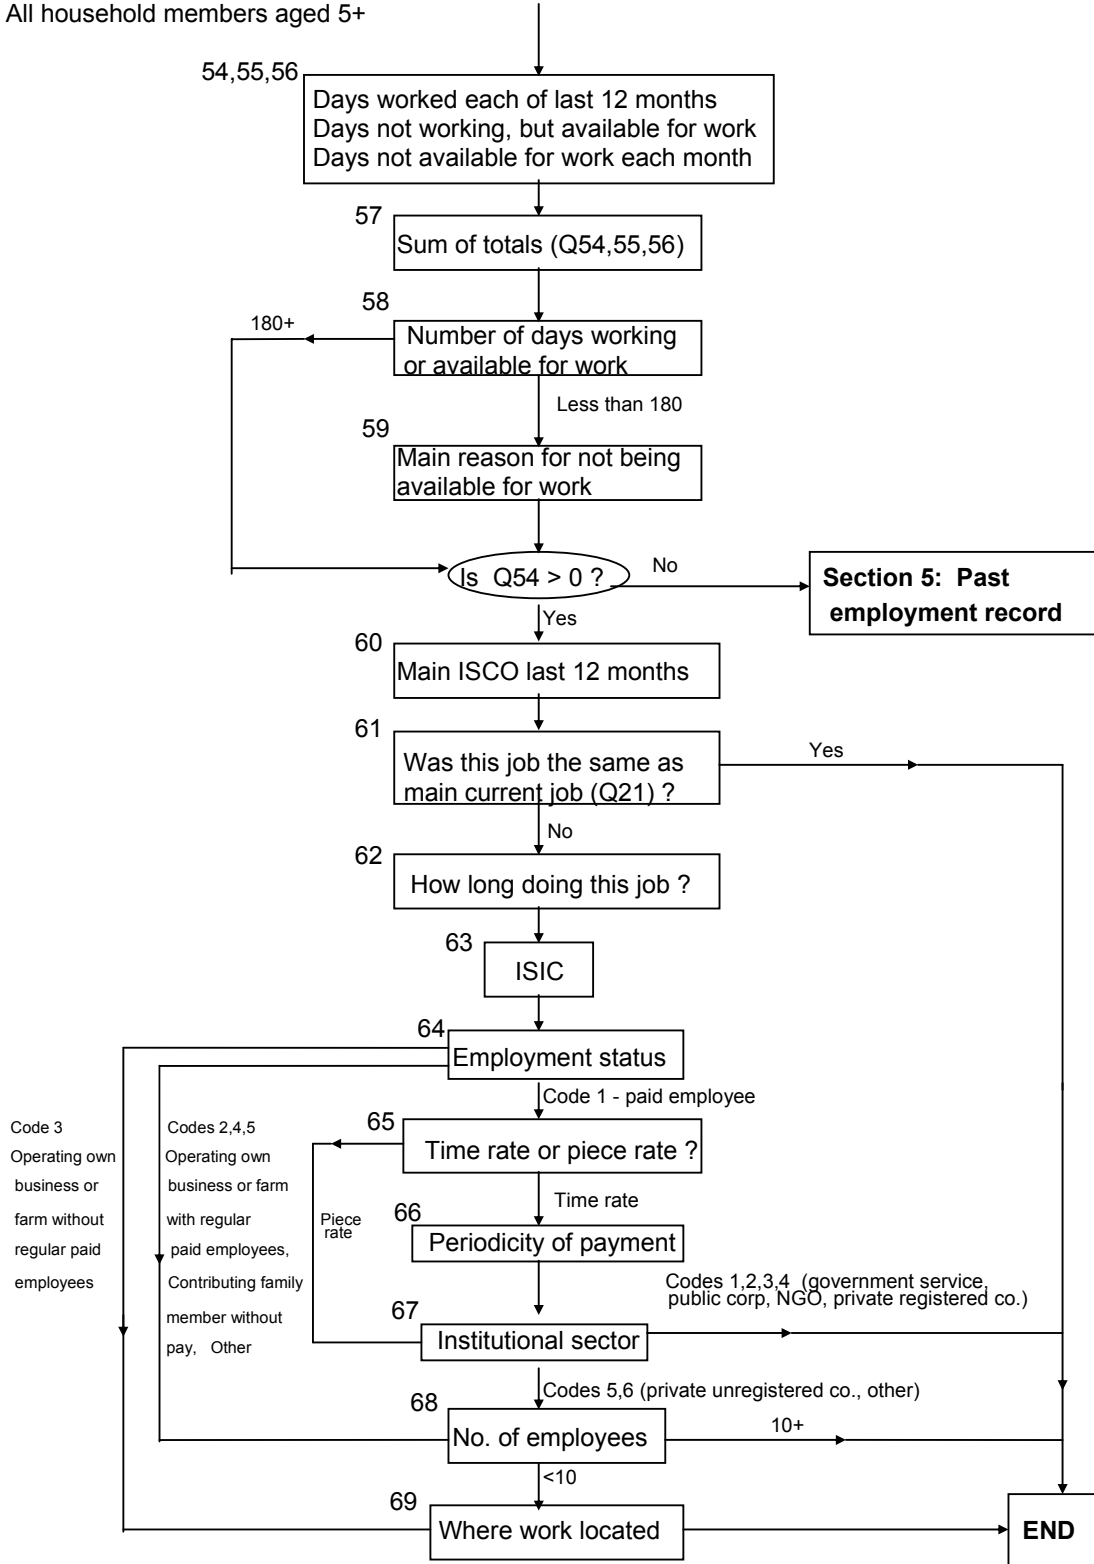 All household members aged 5+
54,55,56
Days worked each of last 12 months
Days not working, but available for work
Days not available for work each month
57
Sum of totals (Q54,55,56)
58
180+
Number of days working
or available for work
Less than 180
59
Main reason for not being
available for work
Is Q54 > 0 ?
No
Section 5: Past
employment record
Yes
60
Main ISCO last 12 months
61
Was this job the same as
main current job (Q21) ?
Yes
No
62
How long doing this job ?
63
ISIC
64
Employment status
Code 1 - paid employee
Code 3
Operating own
business or
farm without
regular paid
employees
Codes 2,4,5
Operating own
business or farm
with regular
paid employees,
Contributing family
member without
pay, Other
65
Time rate or piece rate ?
Piece
rate
Time rate
66
Periodicity of payment
67
Institutional sector
Codes 1,2,3,4 (government service,
public corp, NGO, private registered co.)
Codes 5,6 (private unregistered co., other)
68
No. of employees
10+
<10
69
Where work located
END